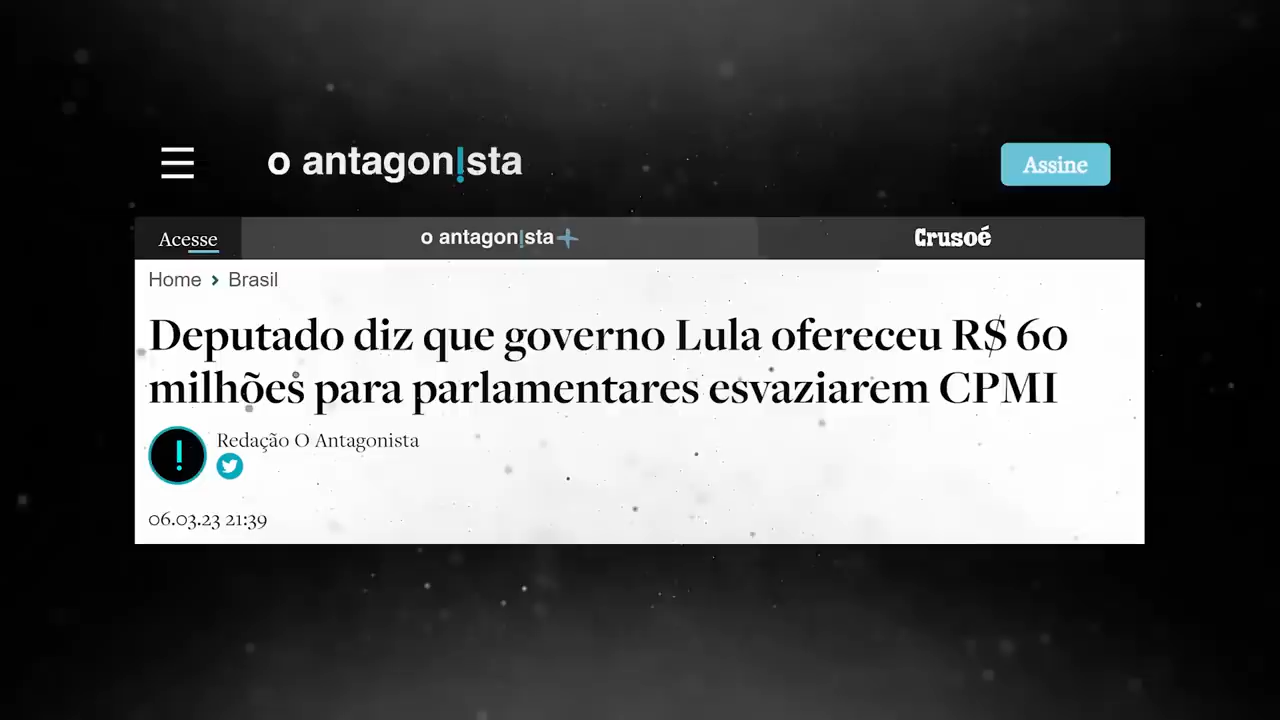 o antagon!sta
Assine
Acesse
o antagon!sta+
Crusoé
Home > Brasil
Deputado diz que governo Lula ofereceu R$ 60
milhões para parlamentares esvaziarem CPMI
!
Redação O Antagonista
06.03.23 21:39